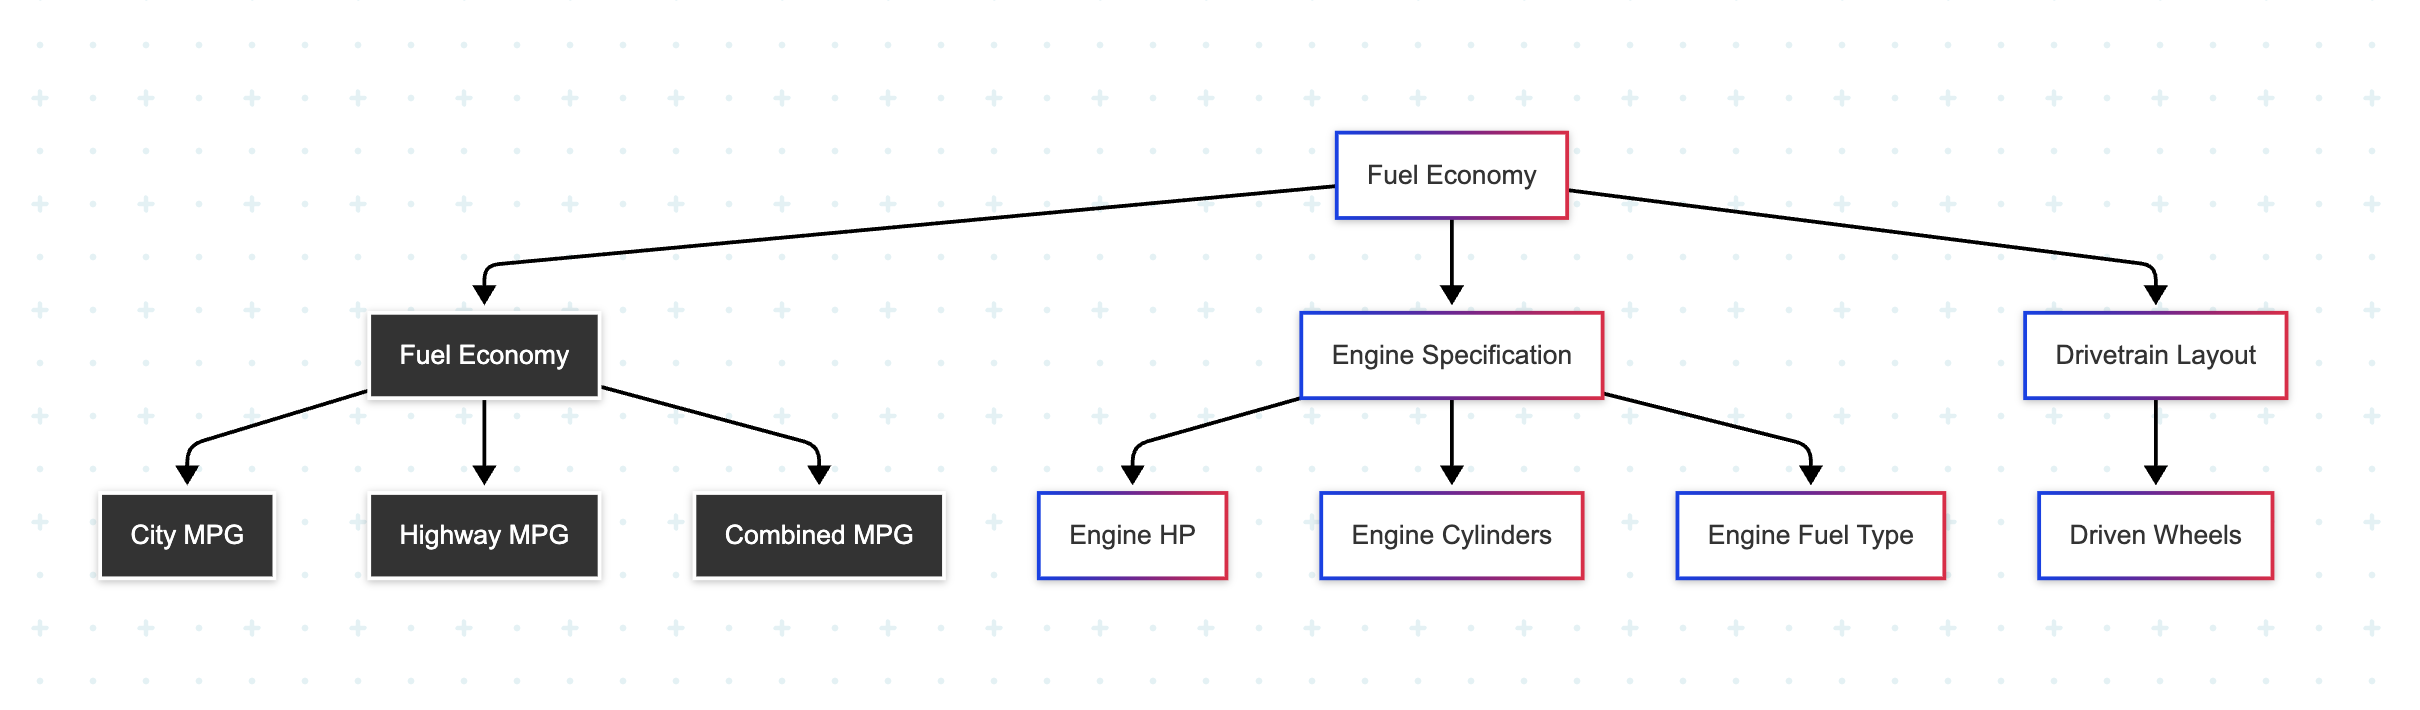 Fuel Economy
Fuel Economy
Engine Specification
Drivetrain Layout
City MPG
Highway MPG
Combined MPG
Engine HP
Engine Cylinders
Engine Fuel Type
Driven Wheels